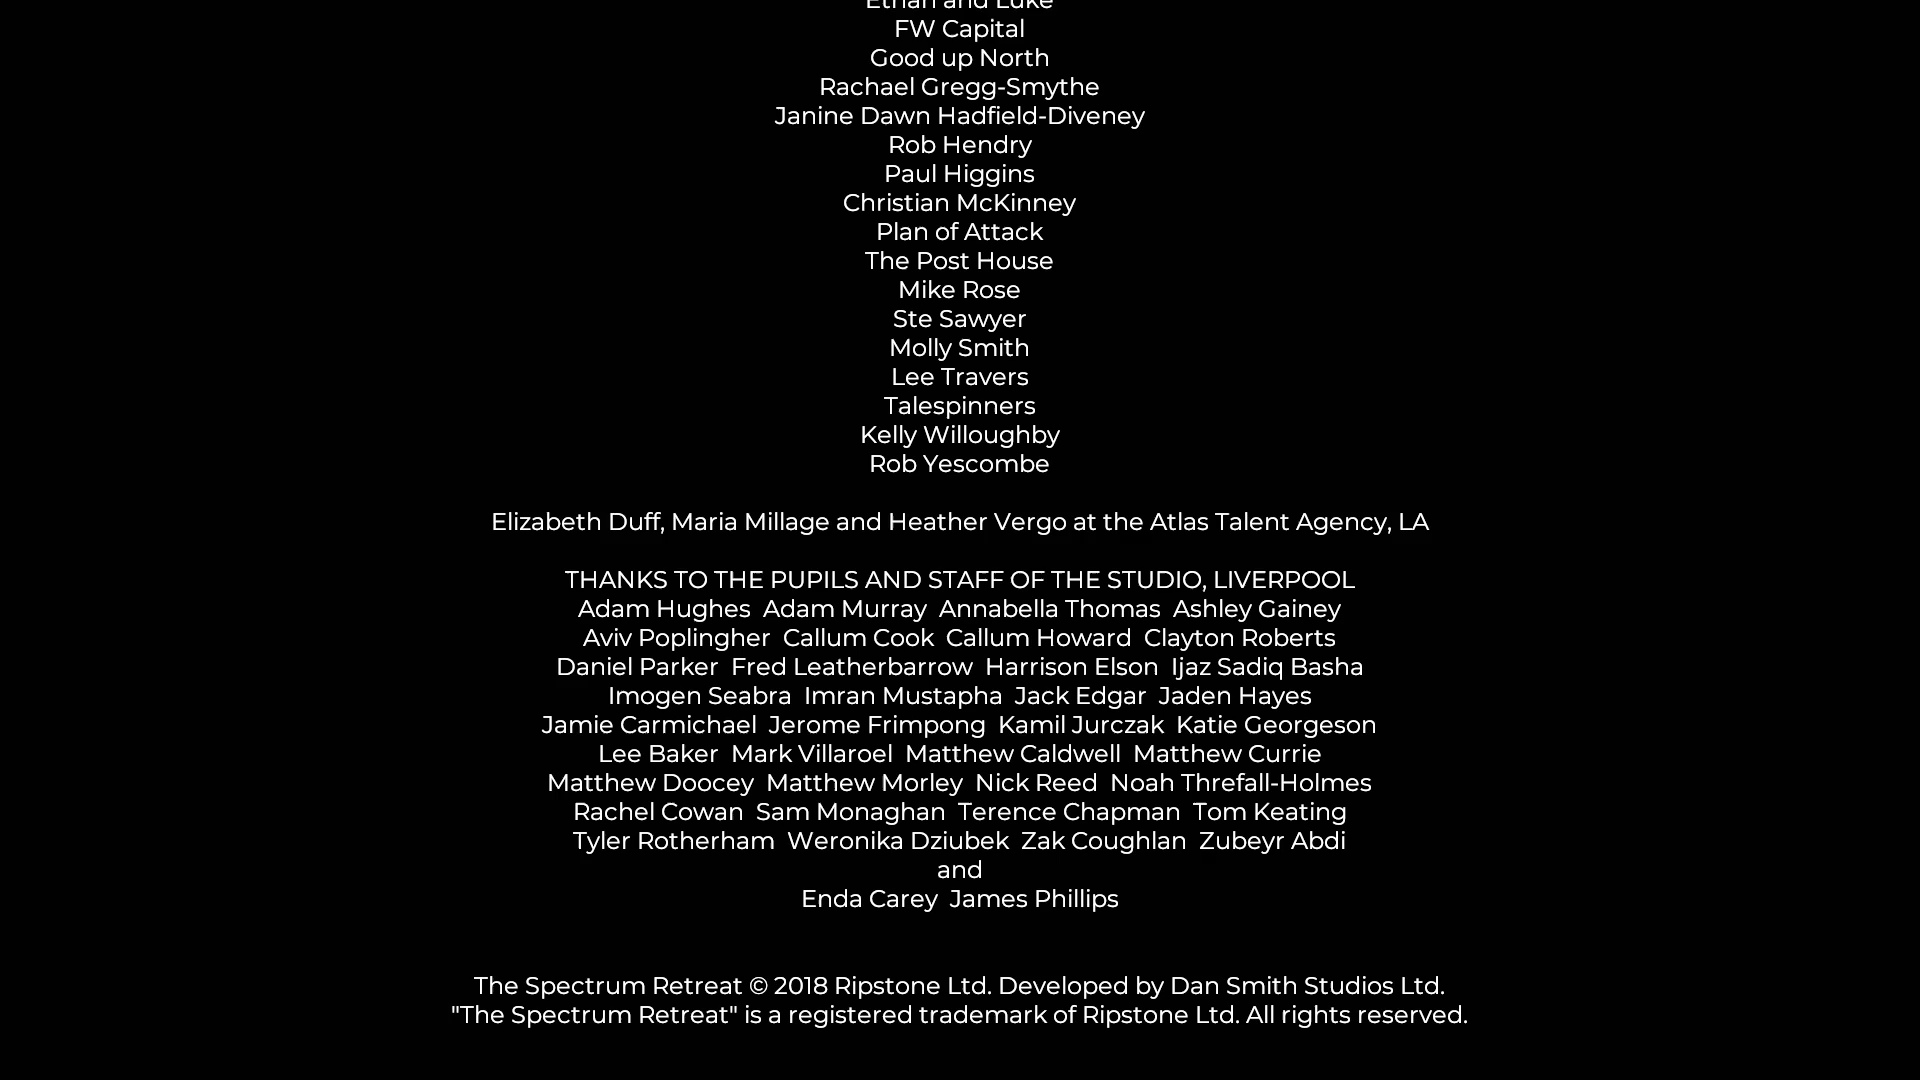 Ethan and Luke
FW Capital
Good up North
Rachael Gregg-Smythe
Janine Dawn Hadfield-Diveney
Rob Hendry
Paul Higgins
Christian McKinney
Plan of Attack
The Post House
Mike Rose
Ste Sawyer
Molly Smith
Lee Travers
Talespinners
Kelly Willoughby
Rob Yescombe
Elizabeth Duff, Maria Millage and Heather Vergo at the Atlas Talent Agency, LA
THANKS TO THE PUPILS AND STAFF OF THE STUDIO, LIVERPOOL
Adam Hughes  Adam Murray  Annabella Thomas  Ashley Gainey
Aviv Poplingher  Callum Cook  Callum Howard  Clayton Roberts
Daniel Parker  Fred Leatherbarrow  Harrison Elson  Ijaz Sadiq Basha
Imogen Seabra  Imran Mustapha  Jack Edgar  Jaden Hayes
Jamie Carmichael  Jerome Frimpong  Kamil Jurczak  Katie Georgeson
Lee Baker  Mark Villaroel  Matthew Caldwell  Matthew Currie
Matthew Doocey  Matthew Morley  Nick Reed  Noah Threfall-Holmes
Rachel Cowan  Sam Monaghan  Terence Chapman  Tom Keating
Tyler Rotherham  Weronika Dziubek  Zak Coughlan  Zubeyr Abdi
and
Enda Carey  James Phillips
The Spectrum Retreat © 2018 Ripstone Ltd. Developed by Dan Smith Studios Ltd.
"The Spectrum Retreat" is a registered trademark of Ripstone Ltd. All rights reserved.